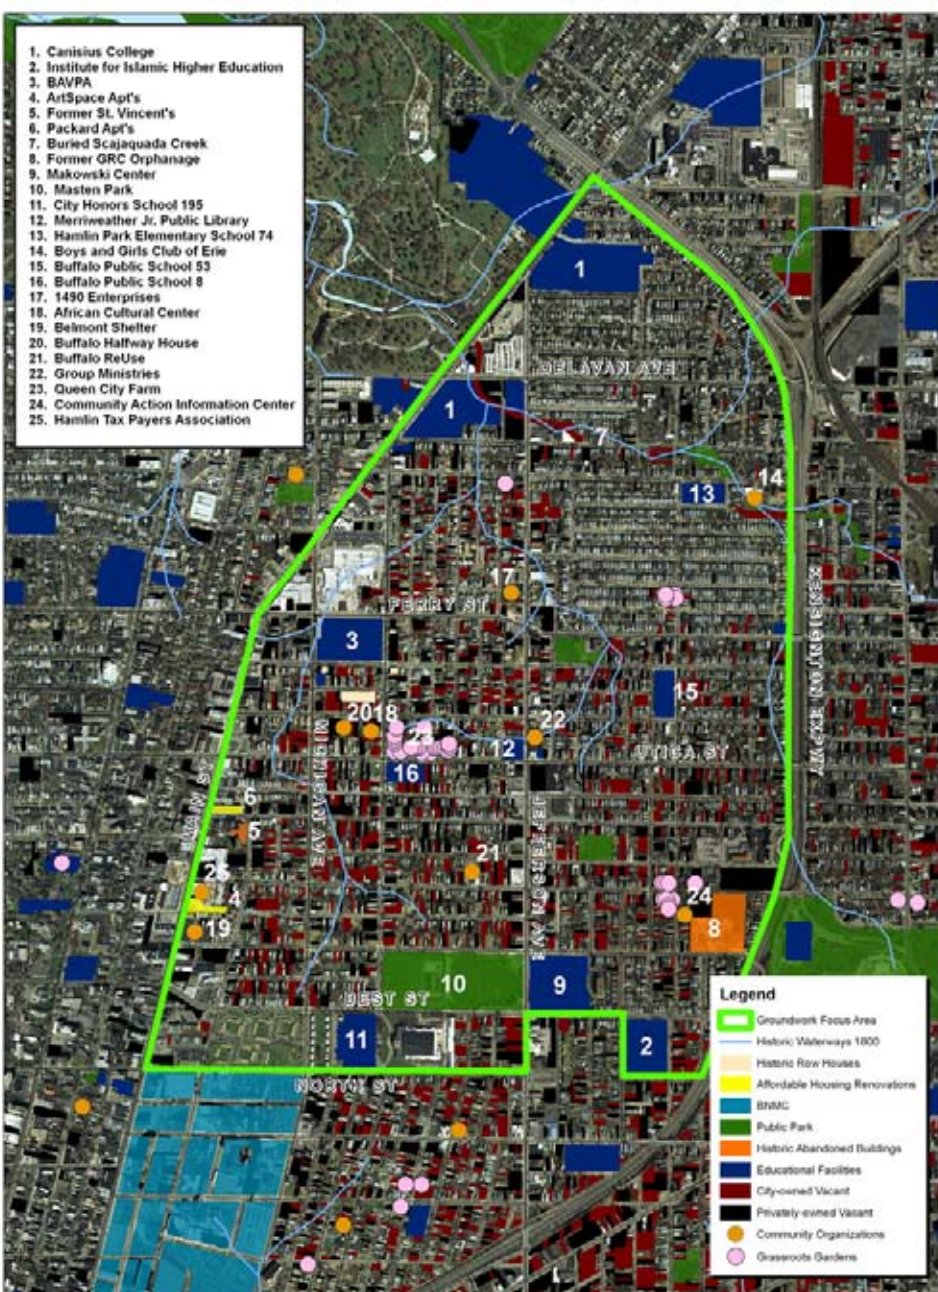 1. Canisius College
2. Institute for Islamic Higher Education
3. BAVPA
4. ArtSpace Apt's
5. Former St. Vincent's
6. Packard Apt's
7. Buried Scajaquada Creek
8. Former GRC Orphanage
9. Makowski Center
10. Masten Park
11. City Honors School 195
12. Merriweather Jr. Public Library
13. Hamlin Park Elementary School 74
14. Boys and Girls Club of Erie
15. Buffalo Public School 53
16. Buffalo Public School 8
17. 1490 Enterprises
18. African Cultural Center
19. Belmont Shelter
20. Buffalo Halfway House
21. Buffalo ReUse
22. Group Ministries
23. Queen City Farm
24. Community Action Information Center
25. Hamlin Tax Payers Association
1
DELAVAN AVE
1
7
14
13
KENSIGNTON EXPWY
17
FERRY ST
3
15
20
18
22
23
12
UTICA ST
16
MICHIGAN AVE
MAIN ST
6
5
JEFFERSON AVE
21
25
4
24
19
8
10
9
BEST ST
11
2
NORTH ST
Legend
Groundwork Focus Area
Historic Waterways 1800
Historic Row Houses
Affordable Housing Renovations
BNMC
Public Park
Historic Abandoned Buildings
Educational Facilities
City-owned Vacant
Privately-owned Vacant
Community Organizations
Grassroots Gardens